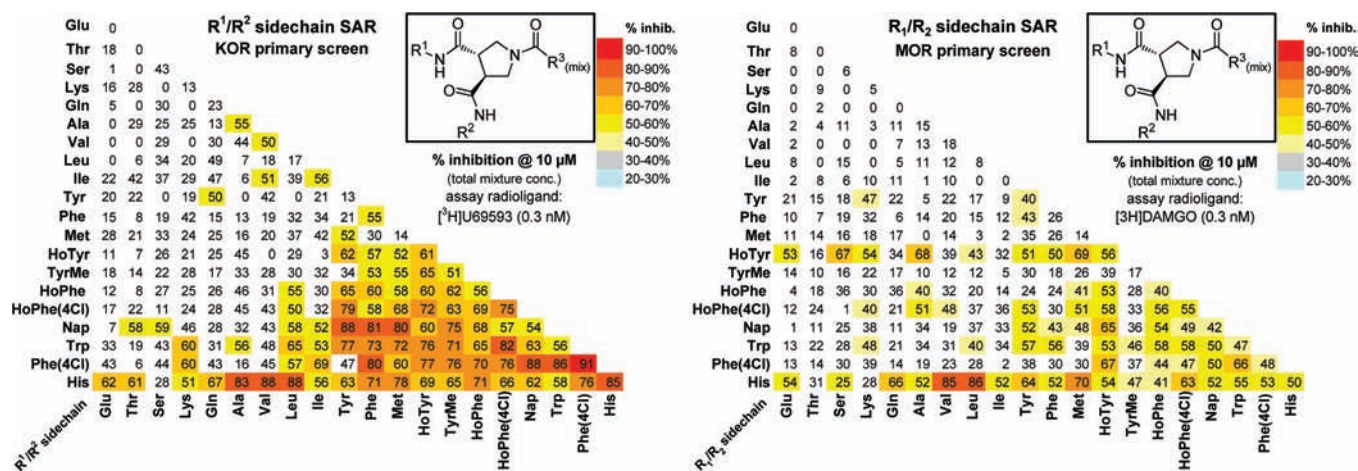 R¹/R² sidechain SAR
KOR primary screen
R¹
N
H
O
N
O
R³(mix)
O
NH
R²
% inhibition @ 10 µM
(total mixture conc.)
assay radioligand:
[³H]U69593 (0.3 nM)
% inhib.
90-100%
80-90%
70-80%
60-70%
50-60%
40-50%
30-40%
20-30%
Glu 0
Thr 18 0
Ser 1 0 43
Lys 16 28 0 13
Gln 5 0 30 0 23
Ala 0 29 25 25 13 55
Val 0 0 29 0 30 44 50
Leu 0 6 34 20 49 7 18 17
Ile 22 42 37 29 47 6 51 39 56
Tyr 20 22 0 19 50 0 42 0 0 13
Phe 15 8 19 42 15 13 19 32 34 21 55
Met 28 21 33 24 25 16 20 37 42 52 30 14
HoTyr 11 7 26 21 25 45 0 29 3 62 57 52 61
TyrMe 18 14 22 28 17 33 28 30 32 34 53 55 65 51
HoPhe 12 8 27 25 26 46 31 55 30 65 58 60 60 62 56
HoPhe(4Cl) 17 22 11 24 28 45 43 50 32 79 58 68 72 63 69 75
Nap 7 58 59 46 28 32 43 58 52 88 81 80 60 75 68 57 54
Trp 33 19 43 60 31 56 48 65 53 77 73 72 76 71 65 82 53 56
Phe(4Cl) 43 6 44 60 43 16 45 57 69 47 80 60 77 76 70 76 88 86 91
His 62 61 78 51 67 83 88 88 56 63 71 78 69 65 71 66 62 58 76 85
R¹/R² sidechain
Glu Thr Ser Lys Gln Ala Val Leu Ile Tyr Phe Met HoTyr TyrMe HoPhe HoPhe(4Cl) Nap Trp Phe(4Cl) His
R₁/R₂ sidechain SAR
MOR primary screen
R¹
N
H
O
N
O
R³(mix)
O
NH
R²
% inhibition @ 10 µM
(total mixture conc.)
assay radioligand:
[3H]DAMGO (0.3 nM)
% inhib.
90-100%
80-90%
70-80%
60-70%
50-60%
40-50%
30-40%
20-30%
Glu 0
Thr 8 0
Ser 0 0 6
Lys 0 9 0 5
Gln 0 2 0 0 0
Ala 2 4 11 3 11 15
Val 2 0 0 0 7 13 18
Leu 8 0 15 0 5 11 12 8
Ile 2 8 6 10 11 1 10 0 0
Tyr 21 15 18 47 22 5 22 17 9 40
Phe 10 7 19 32 6 14 20 15 12 43 26
Met 11 14 16 18 17 0 14 3 2 35 26 14
HoTyr 53 16 67 54 34 68 39 43 32 51 50 69 56
TyrMe 14 10 16 22 17 10 12 12 5 30 18 26 39 17
HoPhe 4 18 36 30 36 40 32 20 14 24 24 41 53 28 40
HoPhe(4Cl) 12 24 1 40 21 51 48 24 13 53 29 51 58 33 56 55
Nap 1 11 25 38 11 34 19 37 33 52 43 48 65 36 54 49 42
Trp 13 22 28 48 16 28 13 40 21 57 56 54 53 46 58 58 50 47
Phe(4Cl) 13 14 30 39 14 19 23 28 11 38 30 30 67 37 44 47 52 66 48
His 54 31 25 28 66 52 85 86 52 64 52 70 54 47 41 63 52 55 53 50
R₁/R₂ sidechain
Glu Thr Ser Lys Gln Ala Val Leu Ile Tyr Phe Met HoTyr TyrMe HoPhe HoPhe(4Cl) Nap Trp Phe(4Cl) His